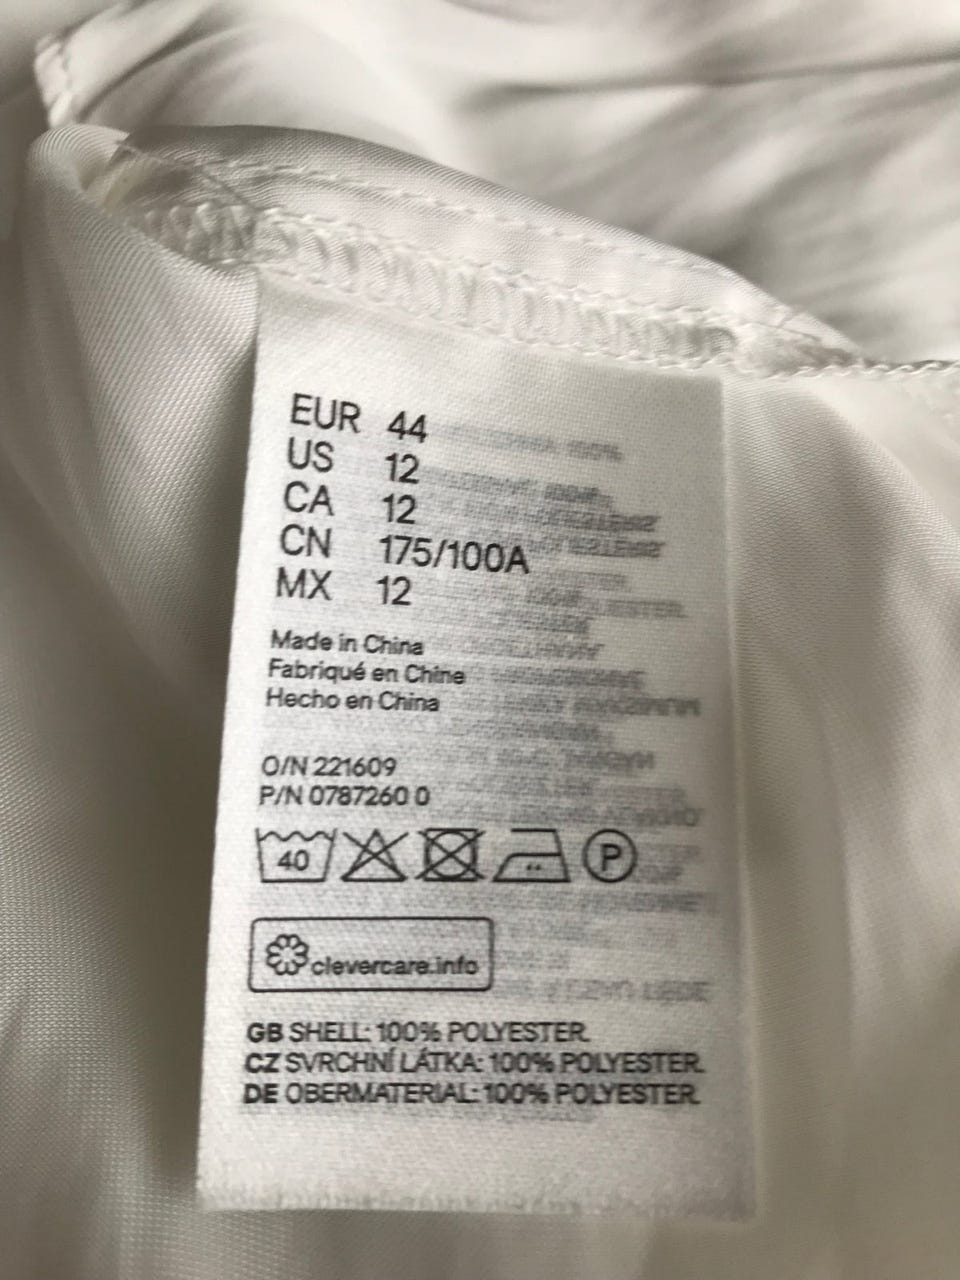 EUR 44
US 12
CA 12
CN 175/100A
MX 12
Made in China
Fabriqué en Chine
Hecho en China
O/N 221609
P/N 0787260 0
40
P
clevercare.info
GB SHELL: 100% POLYESTER.
CZ SVRCHNÍ LÁTKA: 100% POLYESTER.
DE OBERMATERIAL: 100% POLYESTER.